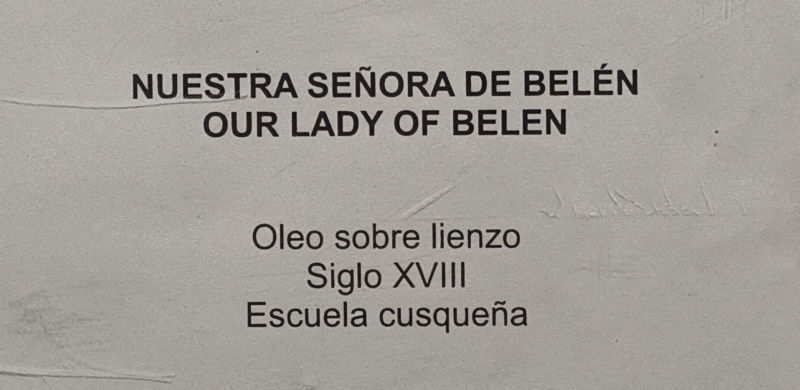 NUESTRA SEÑORA DE BELÉN
OUR LADY OF BELEN
Oleo sobre lienzo
Siglo XVIII
Escuela cusqueña